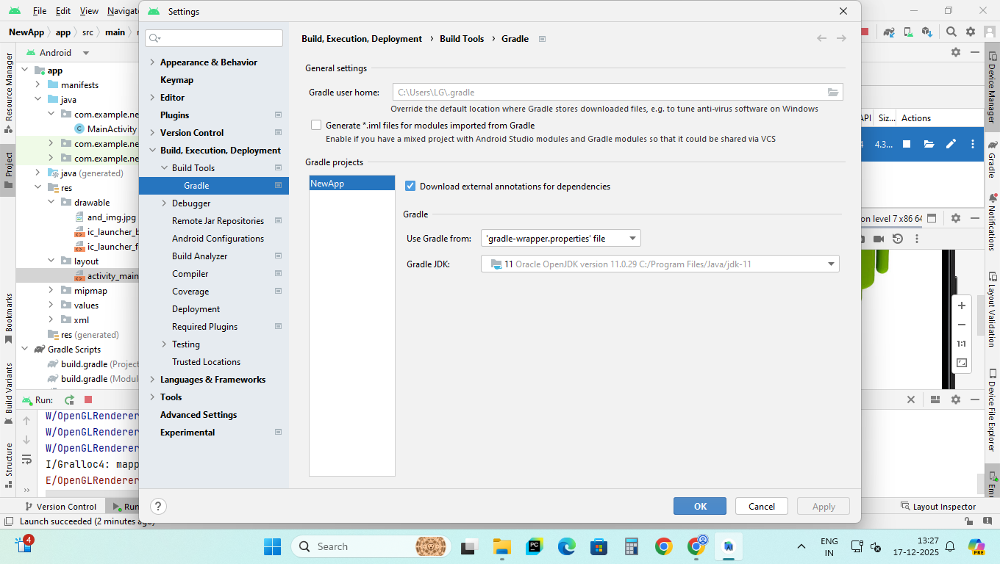 File Edit View Navigate
Settings
NewApp app src main
Build, Execution, Deployment › Build Tools › Gradle
Android
Appearance & Behavior
Keymap
Editor
Plugins
Version Control
Build, Execution, Deployment
Build Tools
Gradle
Debugger
Remote Jar Repositories
Android Configurations
Build Analyzer
Compiler
Coverage
Deployment
Required Plugins
Testing
Trusted Locations
Languages & Frameworks
Tools
Advanced Settings
Experimental
General settings
Gradle user home: C:\Users\LG\.gradle
Override the default location where Gradle stores downloaded files, e.g. to tune anti-virus software on Windows
Generate *.iml files for modules imported from Gradle
Enable if you have a mixed project with Android Studio modules and Gradle modules so that it could be shared via VCS
Gradle projects
NewApp
Download external annotations for dependencies
Gradle
Use Gradle from: 'gradle-wrapper.properties' file
Gradle JDK: 11 Oracle OpenJDK version 11.0.29 C:/Program Files/Java/jdk-11
? OK Cancel Apply
app
manifests
java
com.example.ne
MainActivity
com.example.ne
com.example.ne
java (generated)
res
drawable
and_img.jpg
ic_launcher_b
ic_launcher_f
layout
activity_main
mipmap
values
xml
res (generated)
Gradle Scripts
build.gradle (Project
build.gradle (Modul
Resource Manager
Project
Bookmarks
Build Variants
Structure
Run:
W/OpenGLRenderer
W/OpenGLRenderer
W/OpenGLRenderer
I/Gralloc4: mapp
E/OpenGLRenderer
API Siz... Actions
4.3...
on level 7 x86 64
1:1
Device Manager
Gradle
Notifications
Layout Validation
Device File Explorer
Emu
Version Control Run
Layout Inspector
Launch succeeded (2 minutes ago)
4
Search
PC
PRE
ENG
IN
13:27
17-12-2025